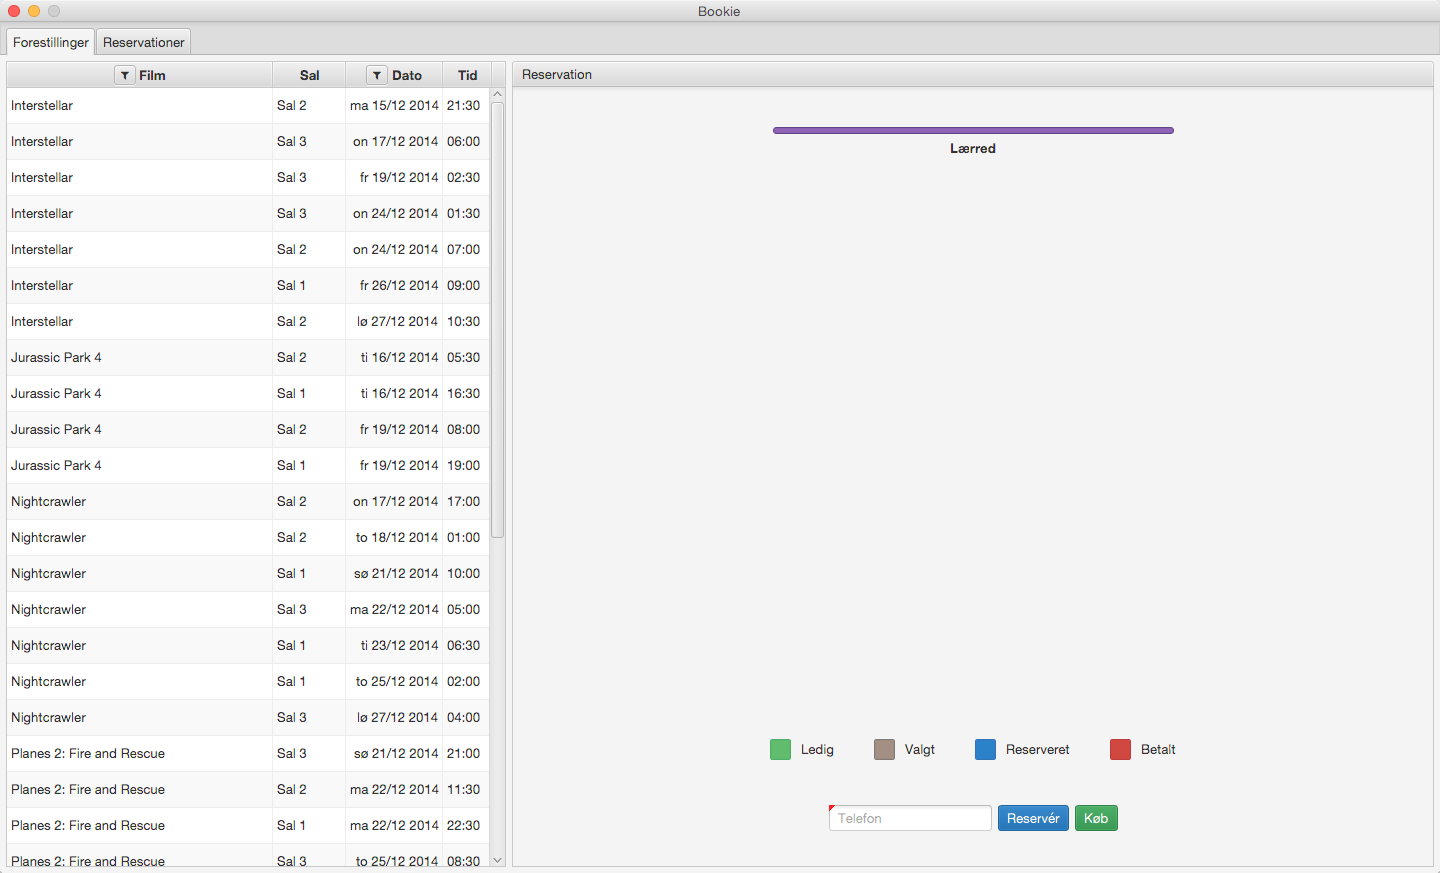 Bookie
Forestillinger Reservationer
Film Sal Dato Tid
Interstellar Sal 2 ma 15/12 2014 21:30
Interstellar Sal 3 on 17/12 2014 06:00
Interstellar Sal 3 fr 19/12 2014 02:30
Interstellar Sal 3 on 24/12 2014 01:30
Interstellar Sal 2 on 24/12 2014 07:00
Interstellar Sal 1 fr 26/12 2014 09:00
Interstellar Sal 2 lø 27/12 2014 10:30
Jurassic Park 4 Sal 2 ti 16/12 2014 05:30
Jurassic Park 4 Sal 1 ti 16/12 2014 16:30
Jurassic Park 4 Sal 2 fr 19/12 2014 08:00
Jurassic Park 4 Sal 1 fr 19/12 2014 19:00
Nightcrawler Sal 2 on 17/12 2014 17:00
Nightcrawler Sal 2 to 18/12 2014 01:00
Nightcrawler Sal 1 sø 21/12 2014 10:00
Nightcrawler Sal 3 ma 22/12 2014 05:00
Nightcrawler Sal 1 ti 23/12 2014 06:30
Nightcrawler Sal 1 to 25/12 2014 02:00
Nightcrawler Sal 3 lø 27/12 2014 04:00
Planes 2: Fire and Rescue Sal 3 sø 21/12 2014 21:00
Planes 2: Fire and Rescue Sal 2 ma 22/12 2014 11:30
Planes 2: Fire and Rescue Sal 1 ma 22/12 2014 22:30
Planes 2: Fire and Rescue Sal 3 to 25/12 2014 08:30
Reservation
Lærred
Ledig Valgt Reserveret Betalt
Telefon Reservér Køb